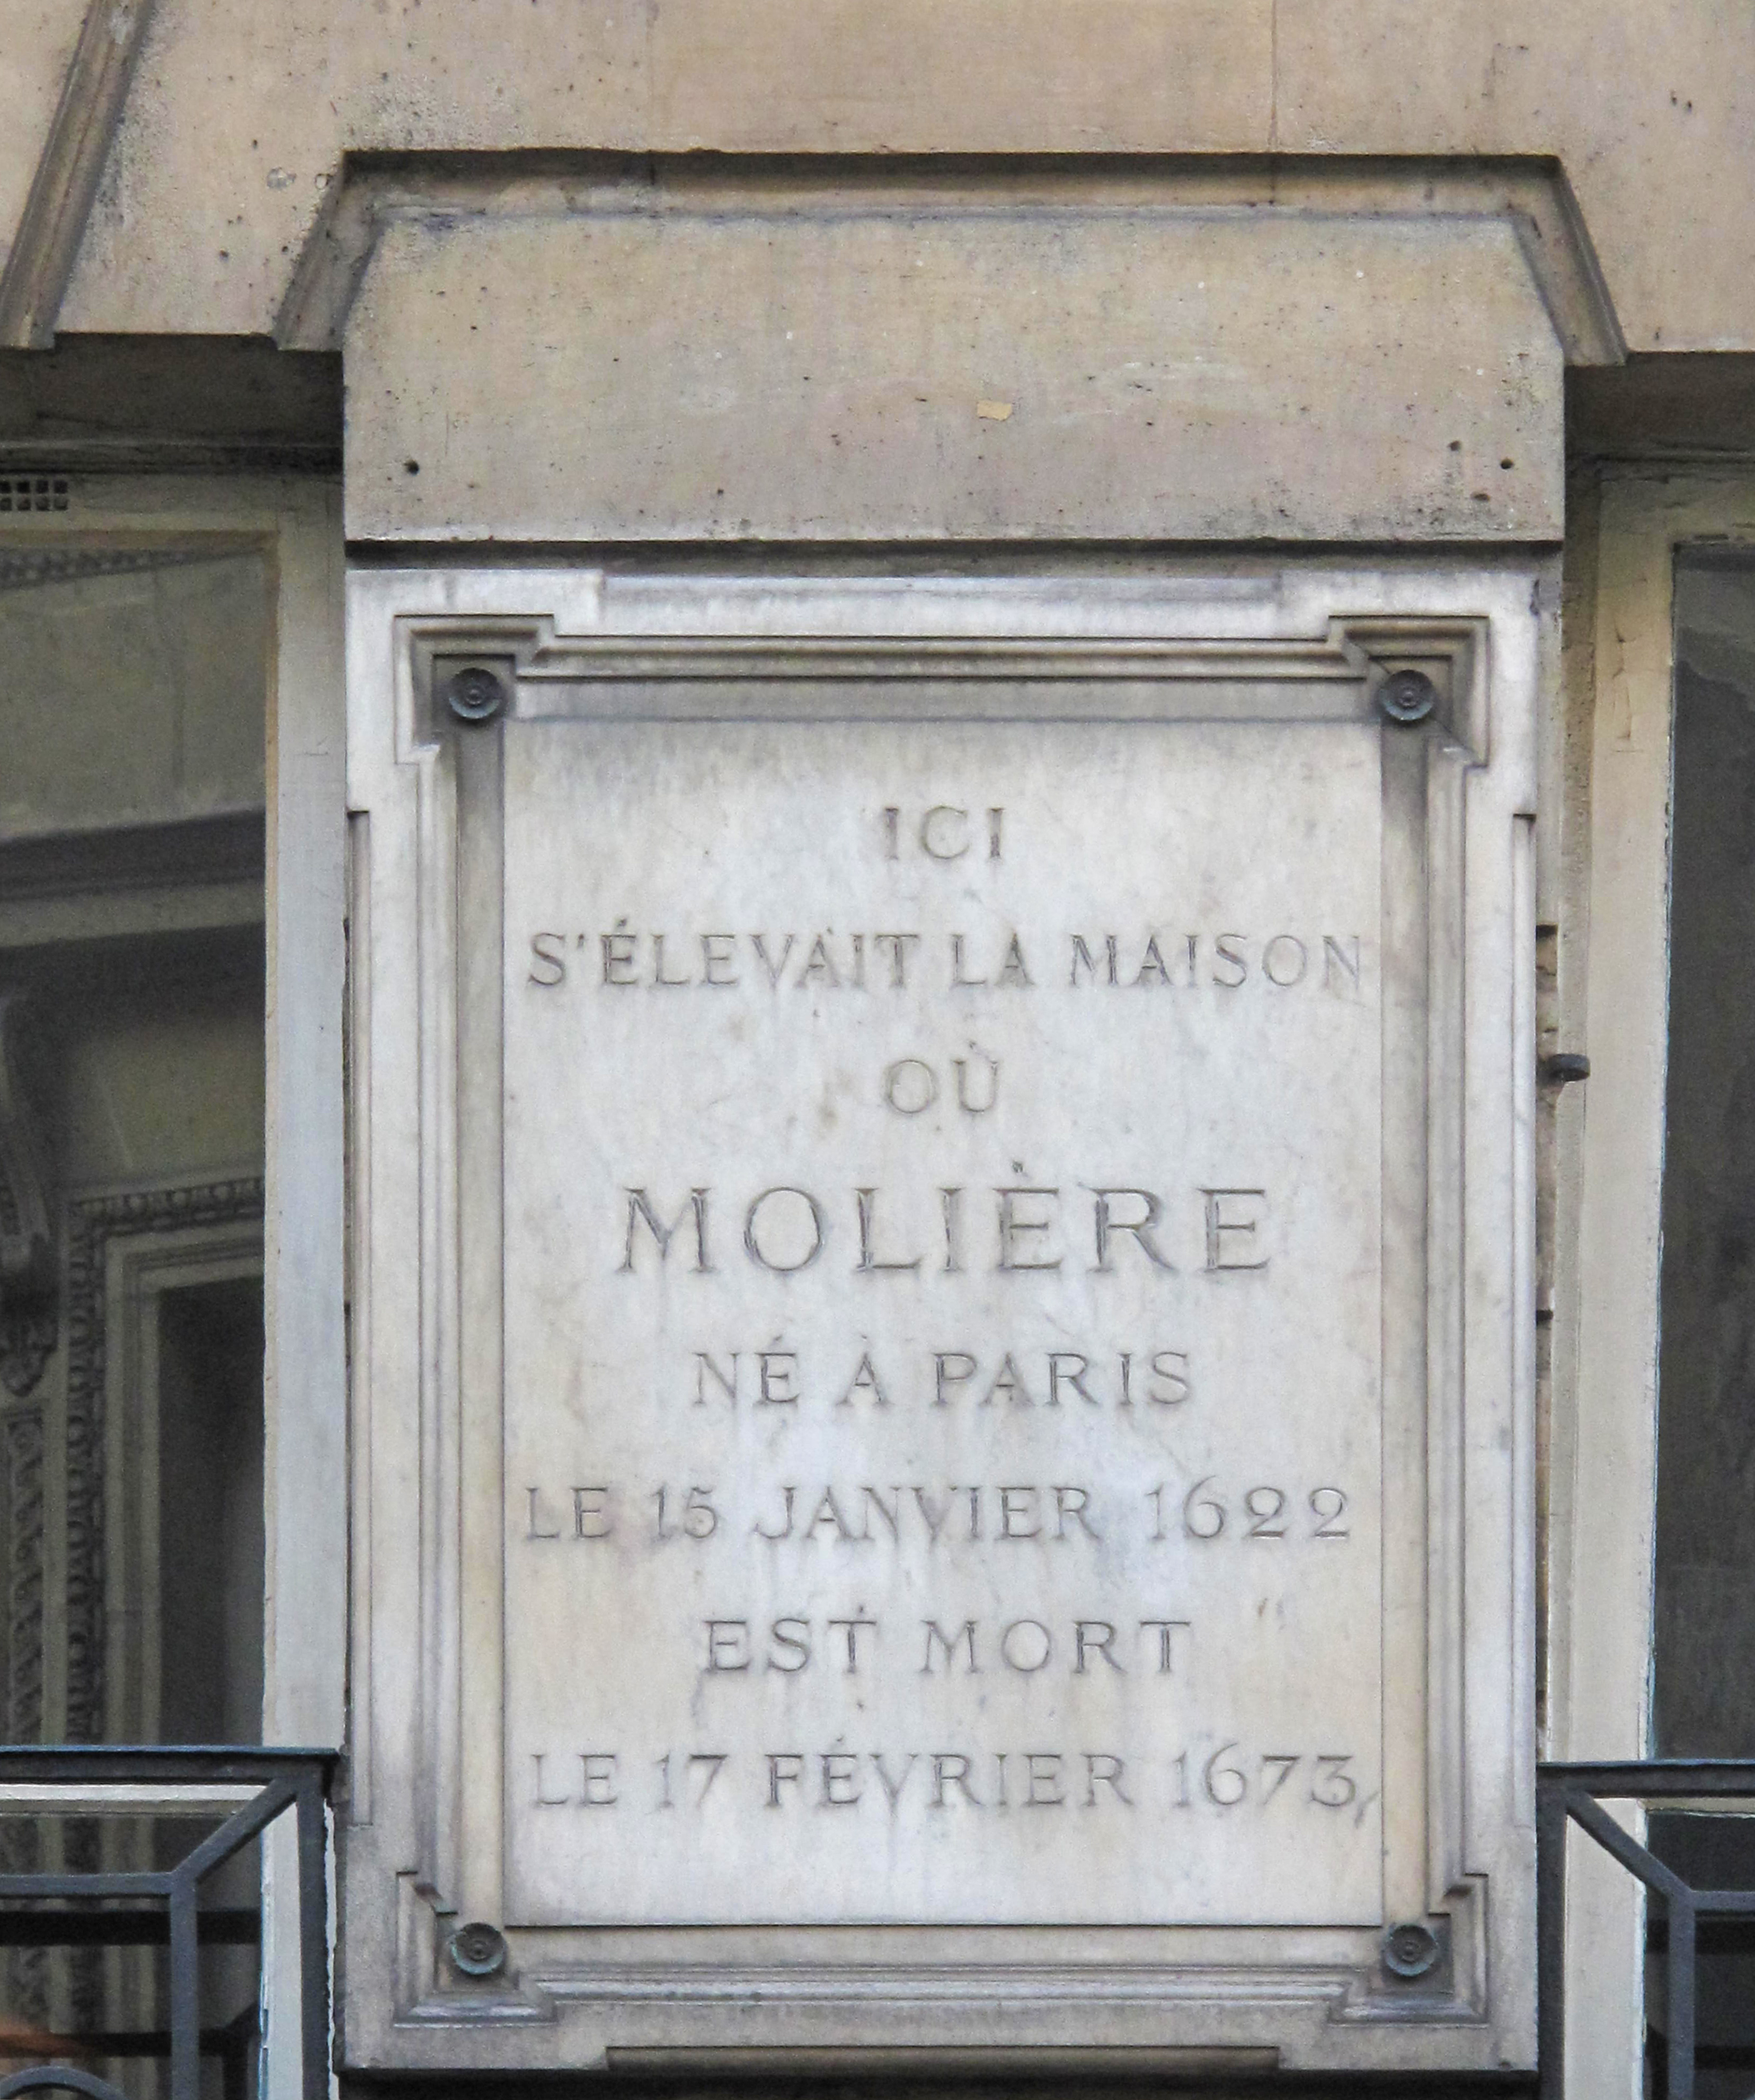 ICI
S'ÉLEVAIT LA MAISON
OÙ
MOLIÈRE
NÉ À PARIS
LE 15 JANVIER 1622
EST MORT
LE 17 FÉVRIER 1673,